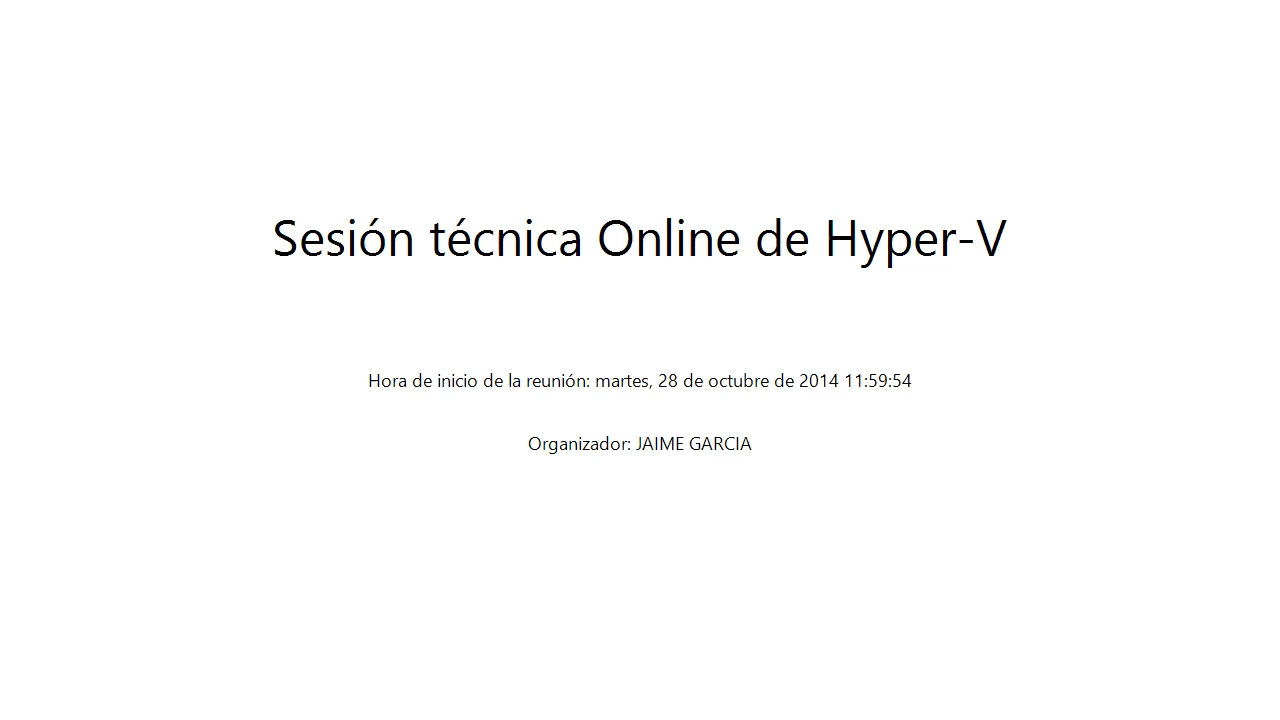 Sesión técnica Online de Hyper-V
Hora de inicio de la reunión: martes, 28 de octubre de 2014 11:59:54
Organizador: JAIME GARCIA